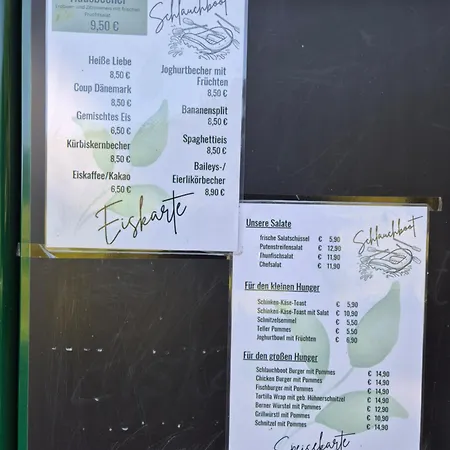 9,50 €
Schlauchboot
Heiße Liebe
8,50 €
Coup Dänemark
8,50 €
Gemischtes Eis
6,50 €
Kürbiskernbecher
8,50 €
Eiskaffee/Kakao
6,50 €
Joghurtbecher mit
Früchten
8,50 €
Bananensplit
8,50 €
Spaghettieis
8,50 €
Baileys-/
Eierlikörbecher
8,90 €
Eiskarte
Schlauchboot
Unsere Salate
frische Salatschüssel € 5,90
Putenstreifensalat € 12,90
Thunfischsalat € 11,90
Chefsalat € 11,90
Für den kleinen Hunger
Schinken-Käse-Toast € 5,90
Schinken-Käse-Toast mit Salat € 10,90
Schnitzelsemmel € 5,50
Teller Pommes € 5,50
Joghurtbowl mit Früchten € 6,90
Für den großen Hunger
Schlauchboot Burger mit Pommes € 14,90
Chicken Burger mit Pommes € 14,90
Fischburger mit Pommes € 14,90
Tortilla Wrap mit geb. Hühnerschnitzel € 14,90
Berner Würstel mit Pommes € 12,90
Grillwürstl mit Pommes € 10,90
Schnitzel mit Pommes € 14,90
Speisekarte